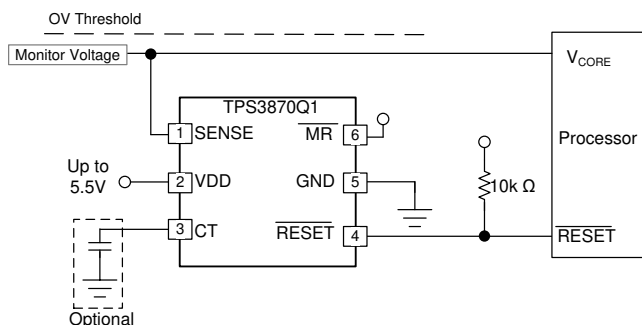 OV Threshold
Monitor Voltage
V_CORE
TPS3870Q1
1 SENSE
MR 6
Processor
Up to
5.5V
2 VDD
GND 5
10k Ω
3 CT
RESET 4
RESET
Optional